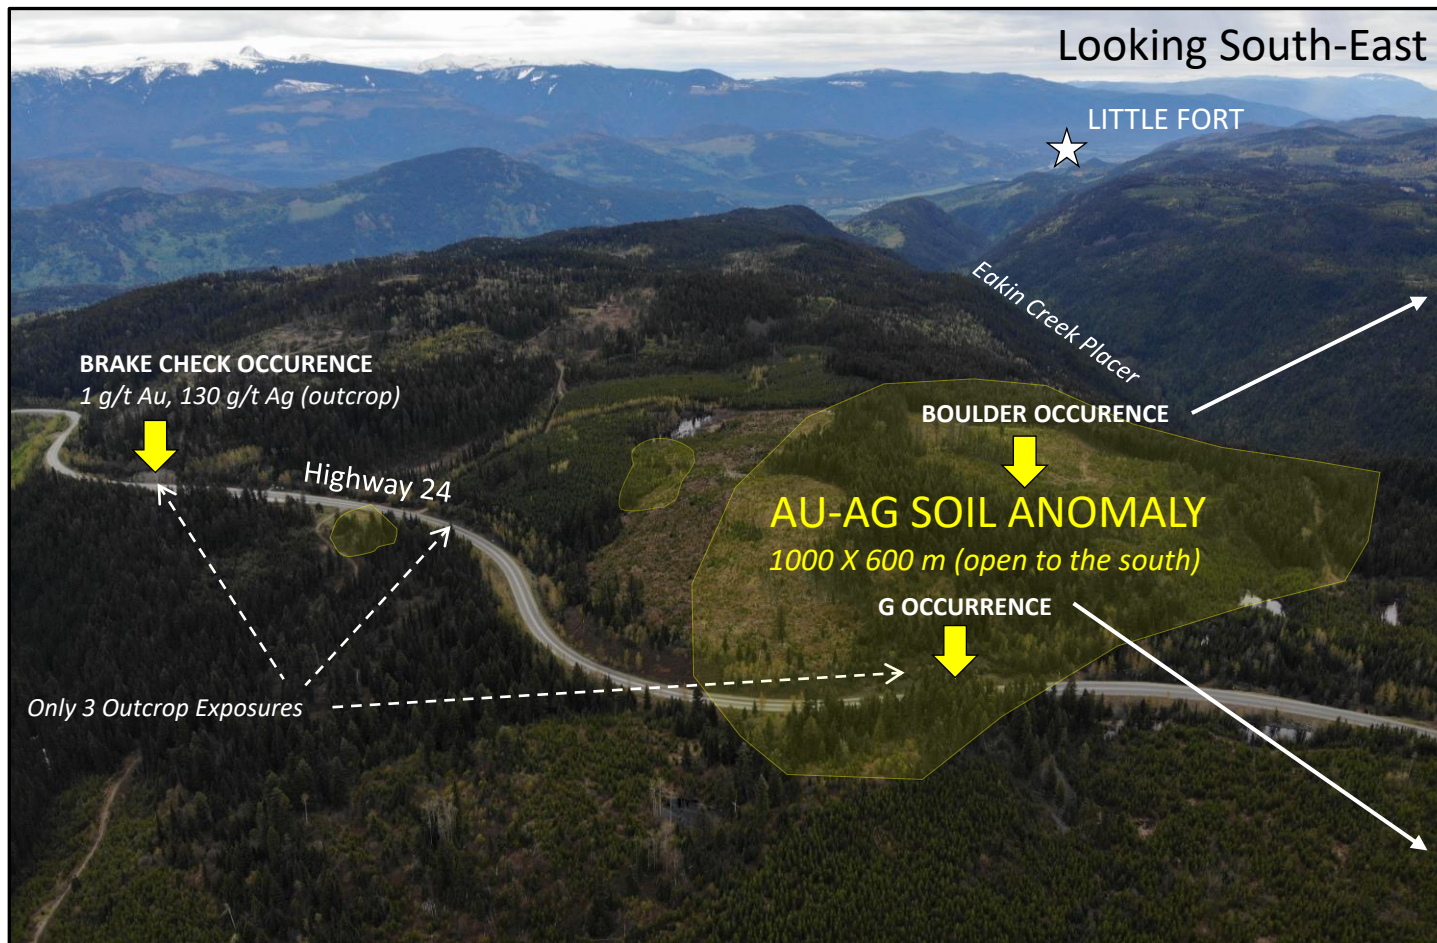 Looking South-East
LITTLE FORT
Eakin Creek Placer
BRAKE CHECK OCCURENCE
1 g/t Au, 130 g/t Ag (outcrop)
BOULDER OCCURENCE
Highway 24
AU-AG SOIL ANOMALY
1000 X 600 m (open to the south)
G OCCURRENCE
Only 3 Outcrop Exposures